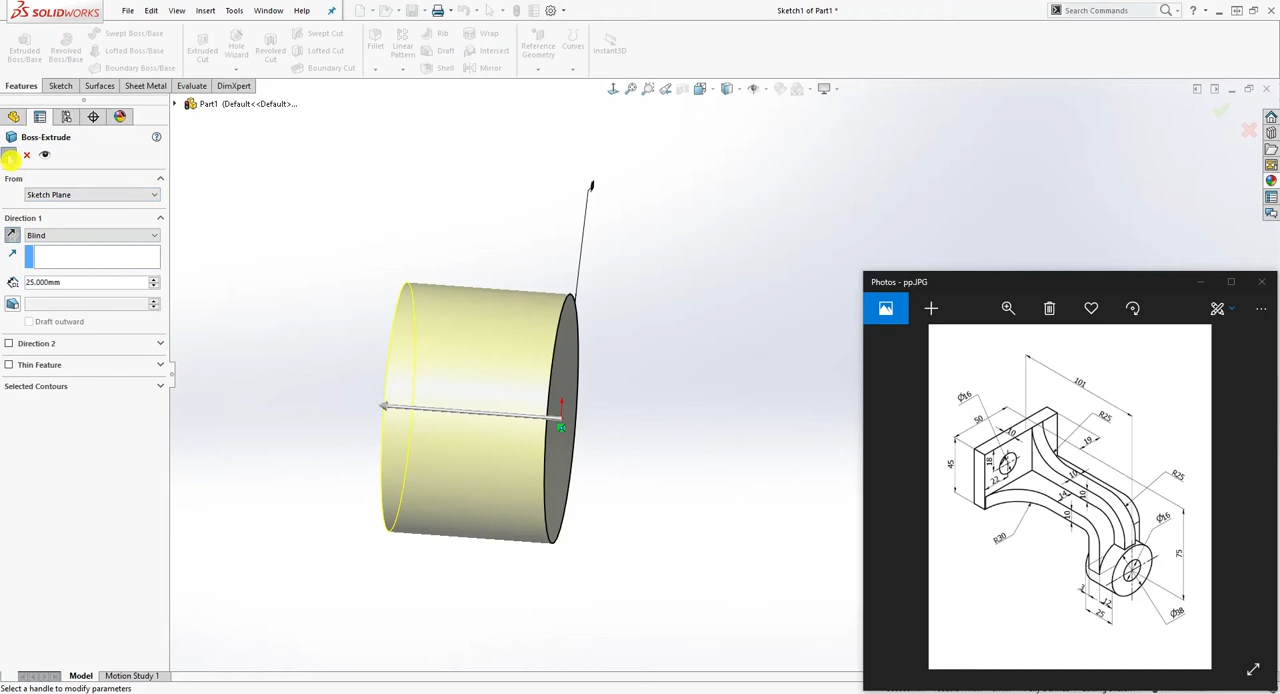 SOLIDWORKS
File Edit View Insert Tools Window Help
Sketch1 of Part1 *
Search Commands
Extruded Boss/Base
Revolved Boss/Base
Swept Boss/Base
Lofted Boss/Base
Boundary Boss/Base
Extruded Cut
Hole Wizard
Revolved Cut
Swept Cut
Lofted Cut
Boundary Cut
Fillet
Linear Pattern
Rib
Draft
Shell
Wrap
Intersect
Mirror
Reference Geometry
Curves
Instant3D
Features Sketch Surfaces Sheet Metal Evaluate DimXpert
Part1 (Default<<Default>...
Boss-Extrude
From
Sketch Plane
Direction 1
Blind
25.000mm
Draft outward
Direction 2
Thin Feature
Selected Contours
Photos - pp.JPG
101
Ø16
50
10
R25
19
45
18
22
10
R25
14
10
10
Ø16
R30
75
12
25
Ø38
Model Motion Study 1
Select a handle to modify parameters